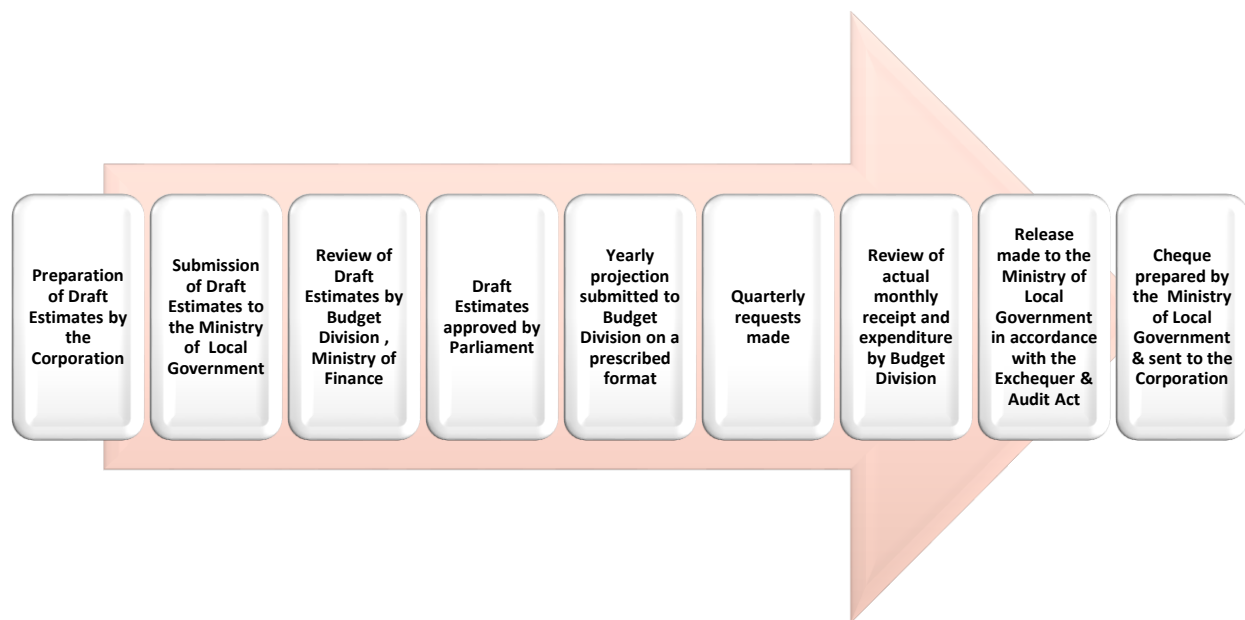 Preparation
of Draft
Estimates by
the
Corporation
Submission
of Draft
Estimates to
the Ministry
of Local
Government
Review of
Draft
Estimates by
Budget
Division ,
Ministry of
Finance
Draft
Estimates
approved by
Parliament
Yearly
projection
submitted to
Budget
Division on a
prescribed
format
Quarterly
requests
made
Review of
actual
monthly
receipt and
expenditure
by Budget
Division
Release
made to the
Ministry of
Local
Government
in accordance
with the
Exchequer &
Audit Act
Cheque
prepared by
the Ministry
of Local
Government
& sent to the
Corporation